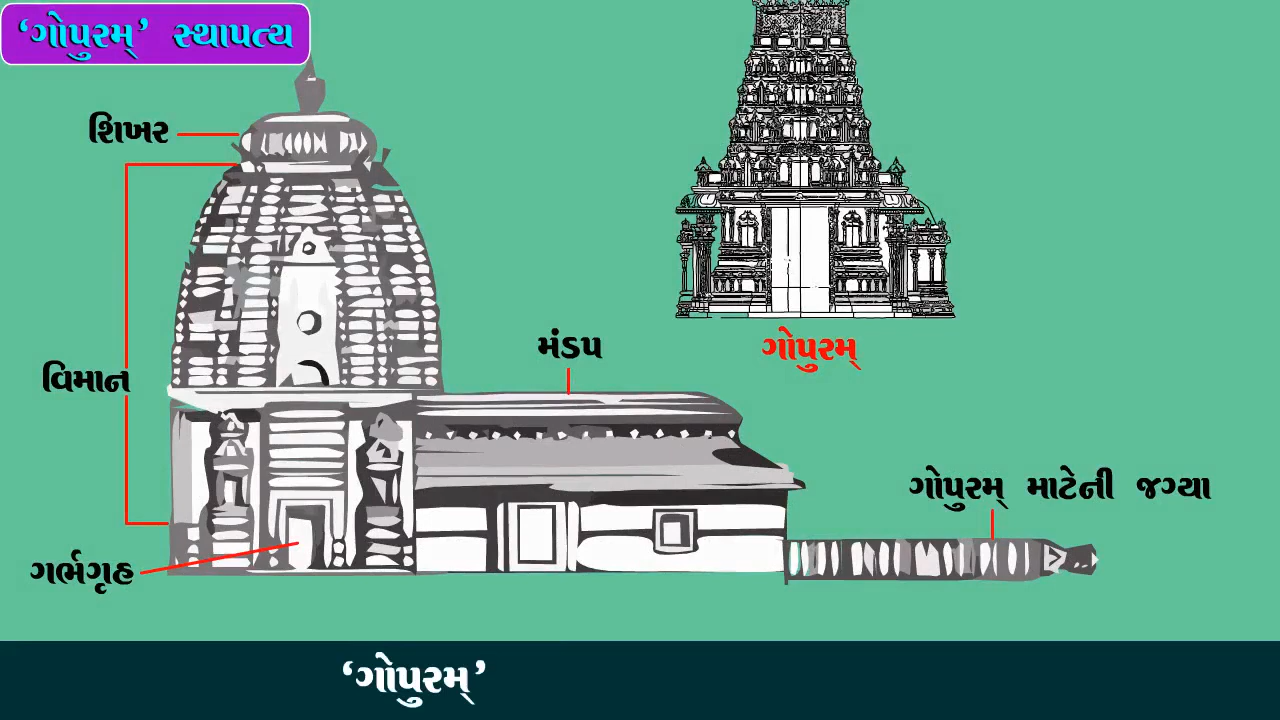 ‘ગોપુરમ્’ સ્થાપત્ય
શિખર
ગોપુરમ્
મંડપ
વિમાન
ગોપુરમ્ માટેની જગ્યા
ગર્ભગૃહ
‘ગોપુરમ્’